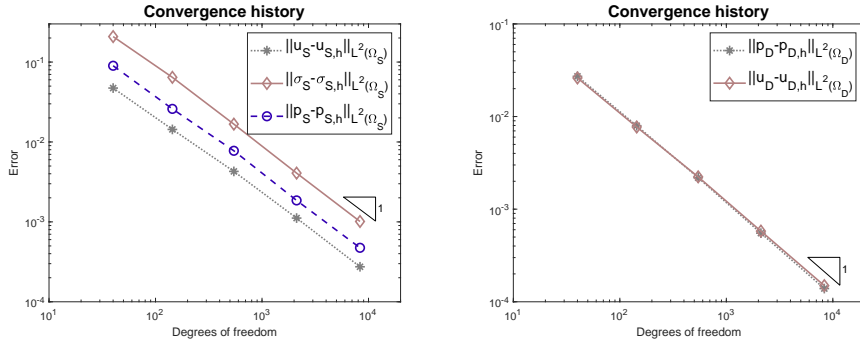 Convergence history
||u_S-u_{S,h}||_{L^2(Ω_S)}
||σ_S-σ_{S,h}||_{L^2(Ω_S)}
||p_S-p_{S,h}||_{L^2(Ω_S)}
10^{-1}
10^{-2}
10^{-3}
10^{-4}
Error
1
10^1
10^2
10^3
10^4
Degrees of freedom
Convergence history
||p_D-p_{D,h}||_{L^2(Ω_D)}
||u_D-u_{D,h}||_{L^2(Ω_D)}
10^{-1}
10^{-2}
10^{-3}
10^{-4}
Error
1
10^1
10^2
10^3
10^4
Degrees of freedom